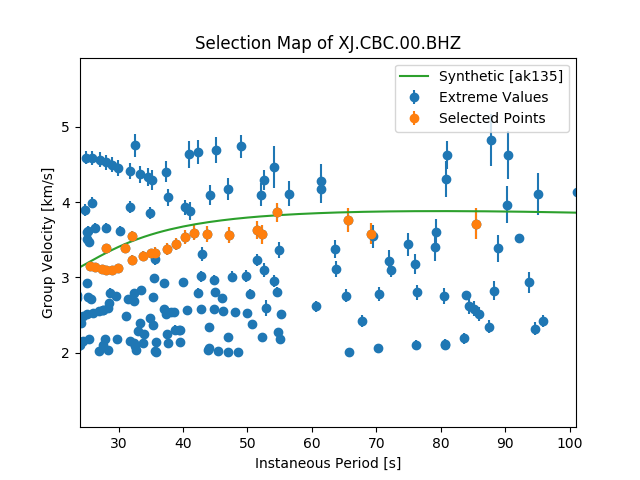 Selection Map of XJ.CBC.00.BHZ
Synthetic [ak135]
Extreme Values
Selected Points
Group Velocity [km/s]
5
4
3
2
30 40 50 60 70 80 90 100
Instaneous Period [s]